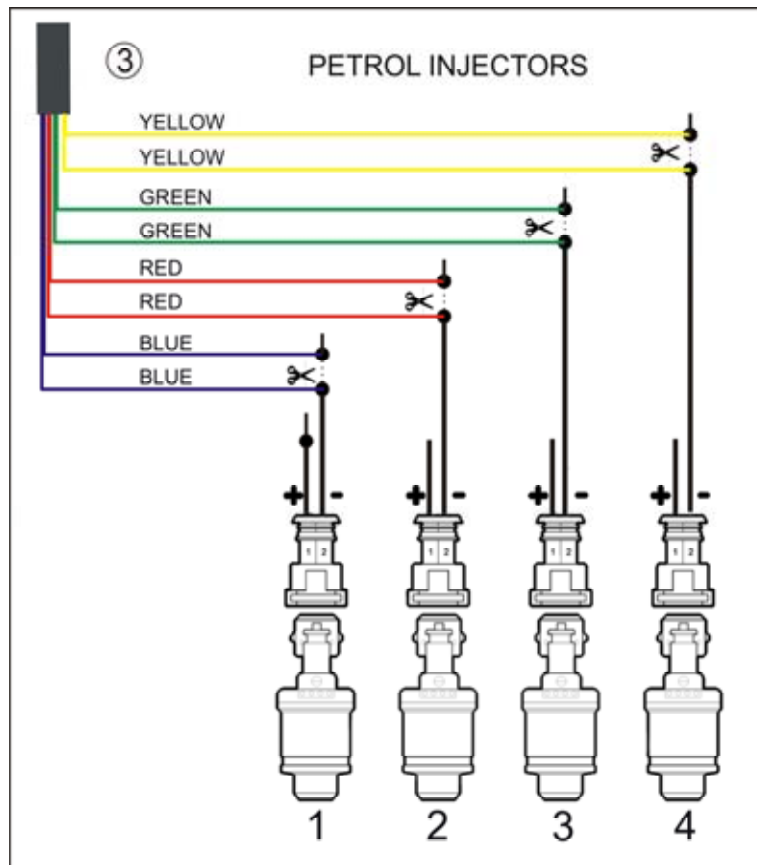 ③ PETROL INJECTORS
YELLOW
YELLOW
GREEN
GREEN
RED
RED
BLUE
BLUE
+ - + - + - + -
1 2 1 2 1 2 1 2
1 2 3 4